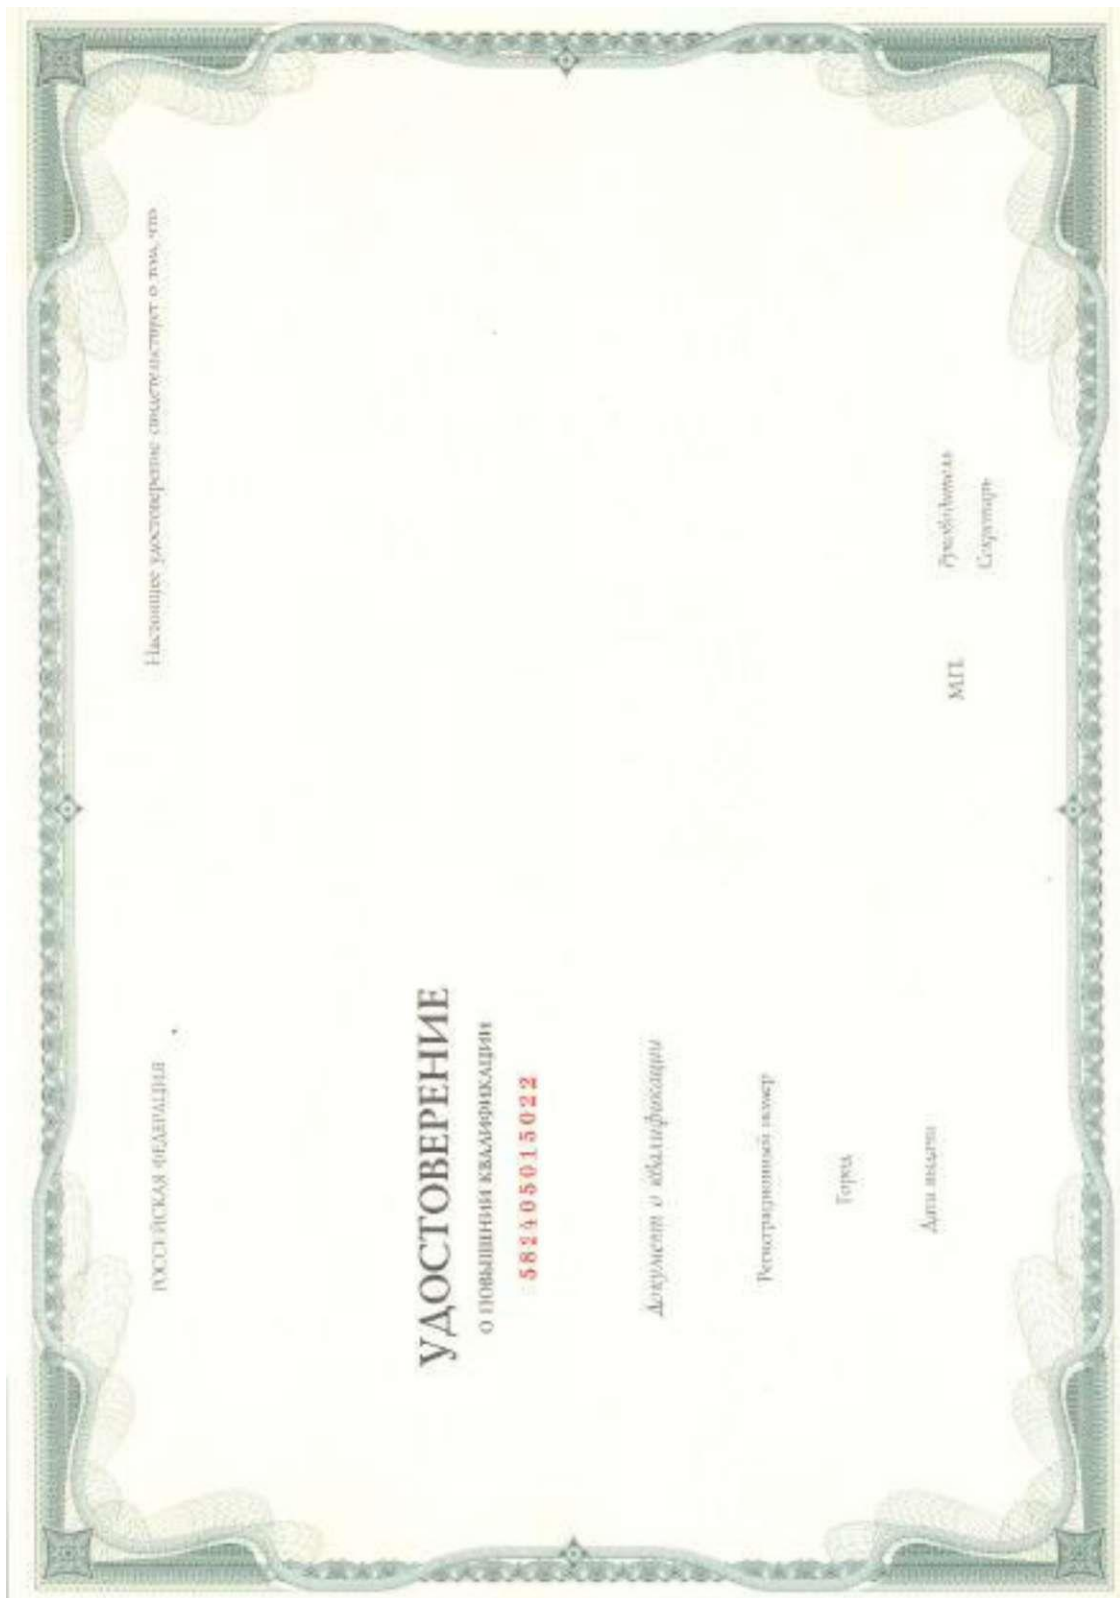 РОССИЙСКАЯ ФЕДЕРАЦИЯ
УДОСТОВЕРЕНИЕ
О ПОВЫШЕНИИ КВАЛИФИКАЦИИ
582405015022
Документ о квалификации
Регистрационный номер
Город
Дата выдачи
Настоящее удостоверение свидетельствует о том, что
М.П.
Руководитель
Секретарь